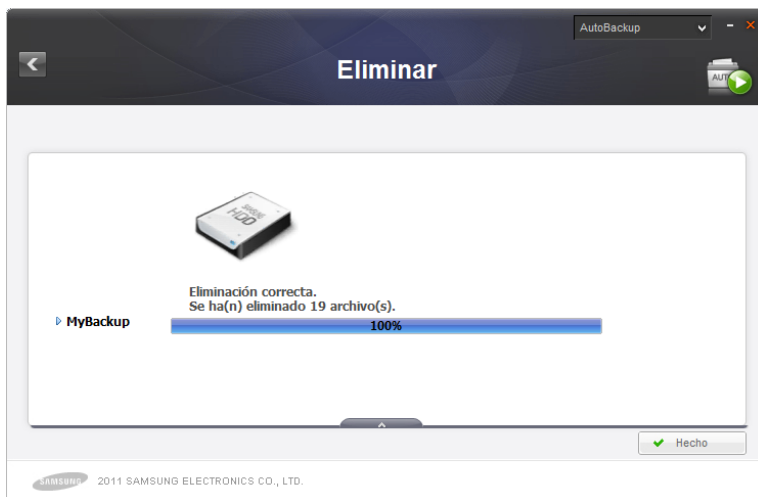 AutoBackup
Eliminar
AUT
SAMSUNG
HDD
Eliminación correcta.
Se ha(n) eliminado 19 archivo(s).
MyBackup
100%
Hecho
SAMSUNG 2011 SAMSUNG ELECTRONICS CO., LTD.